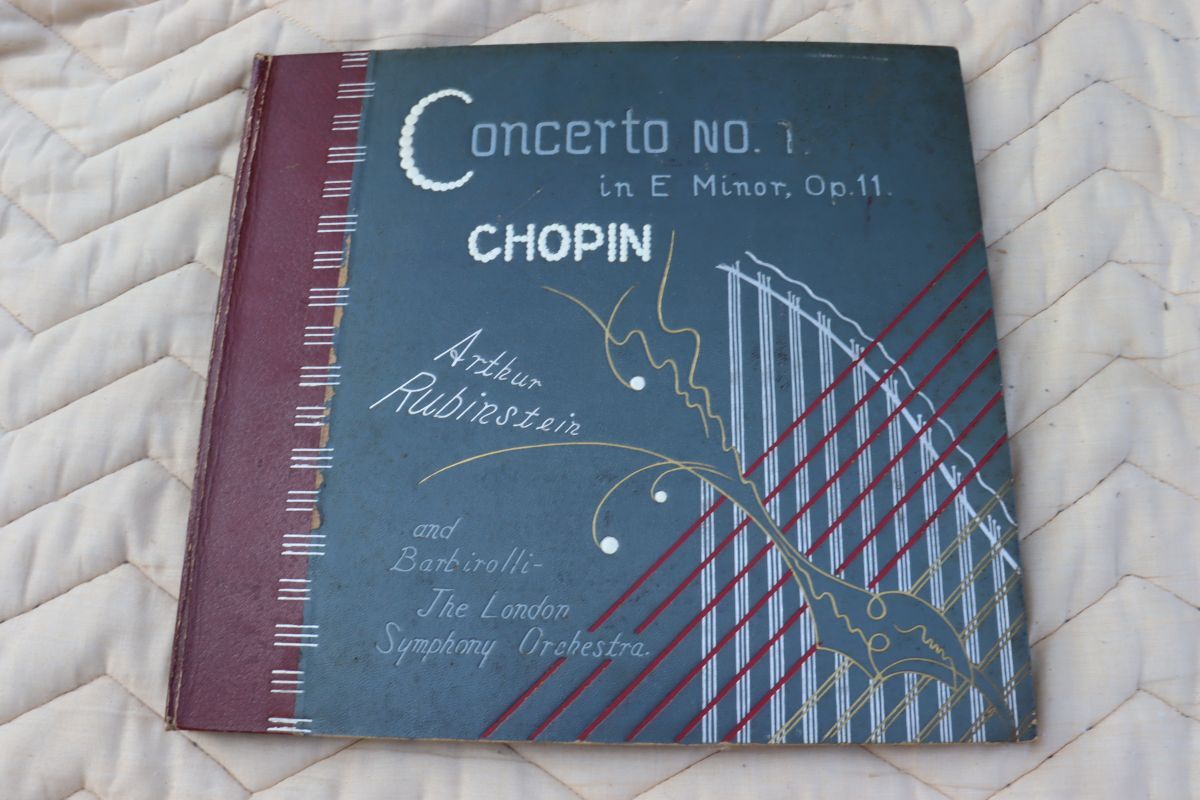 Concerto NO. 1
in E Minor, Op. 11.
CHOPIN
Arthur
Rubinstein
and
Barbirolli-
The London
Symphony Orchestra.